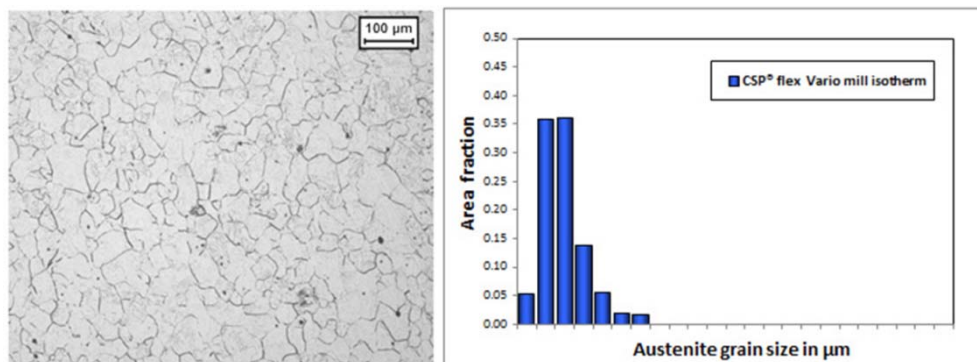 100 µm
0.50
0.45
0.40
0.35
0.30
0.25
0.20
0.15
0.10
0.05
0.00
Area fraction
CSP® flex Vario mill isotherm
Austenite grain size in µm